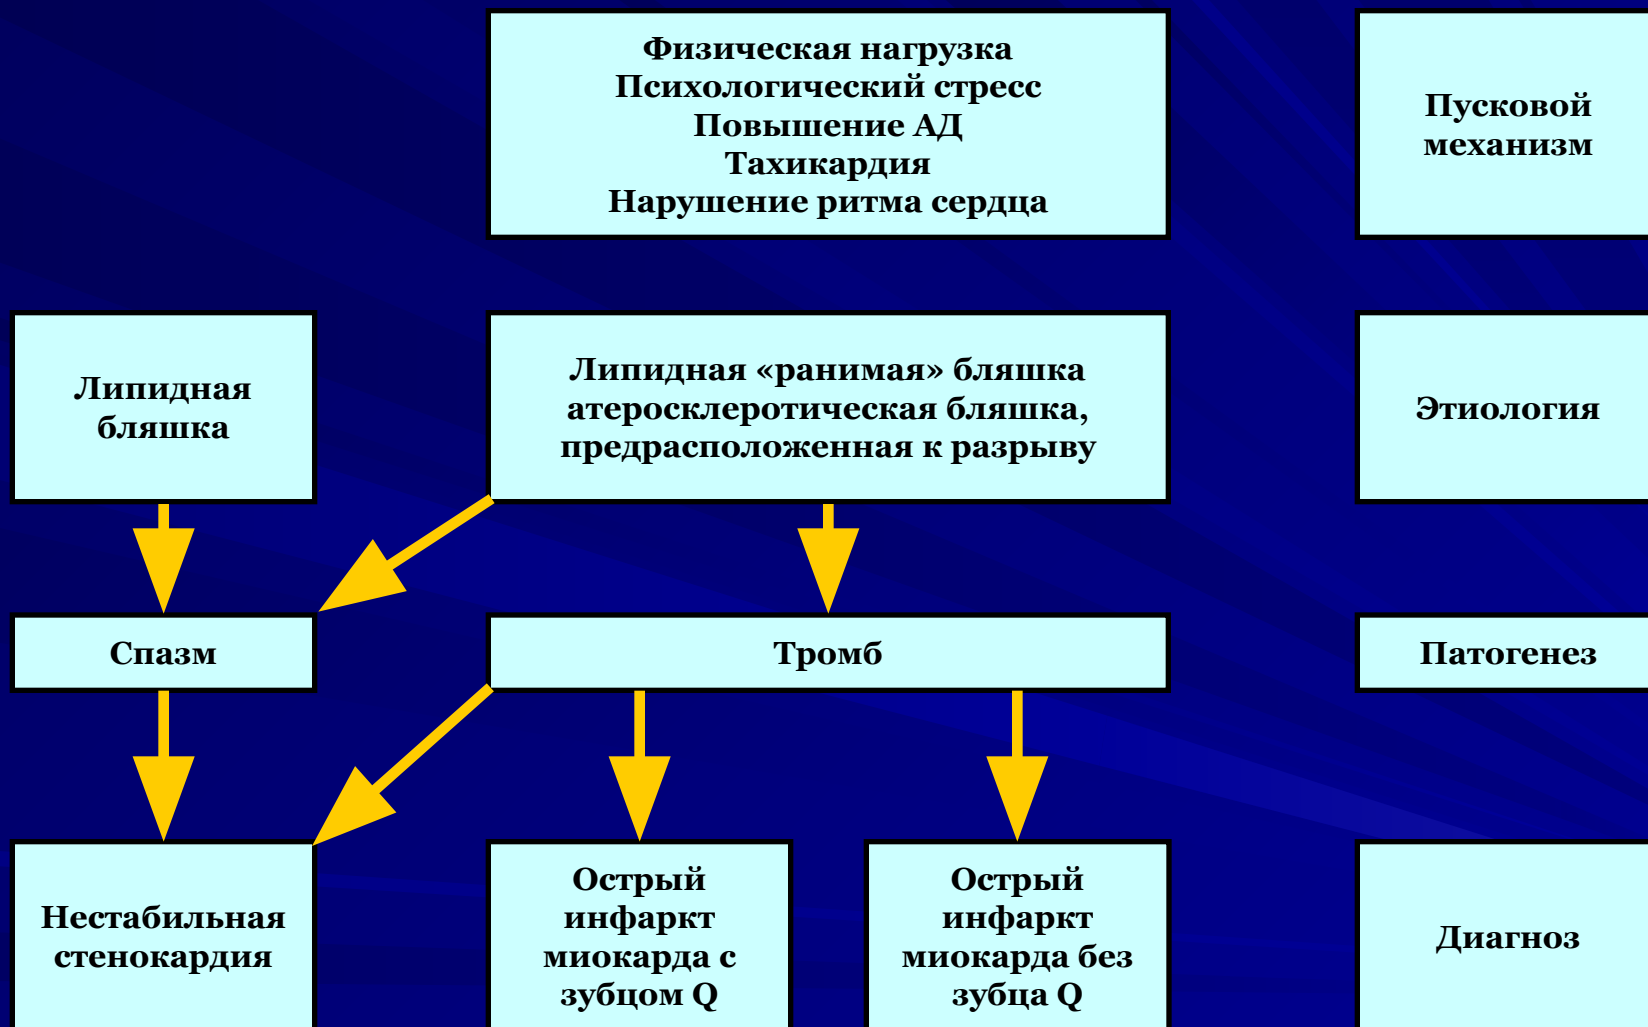 Физическая нагрузка
Психологический стресс
Повышение АД
Тахикардия
Нарушение ритма сердца
Пусковой
механизм
Липидная
бляшка
Липидная «ранимая» бляшка
атеросклеротическая бляшка,
предрасположенная к разрыву
Этиология
Спазм
Тромб
Патогенез
Нестабильная
стенокардия
Острый
инфаркт
миокарда с
зубцом Q
Острый
инфаркт
миокарда без
зубца Q
Диагноз